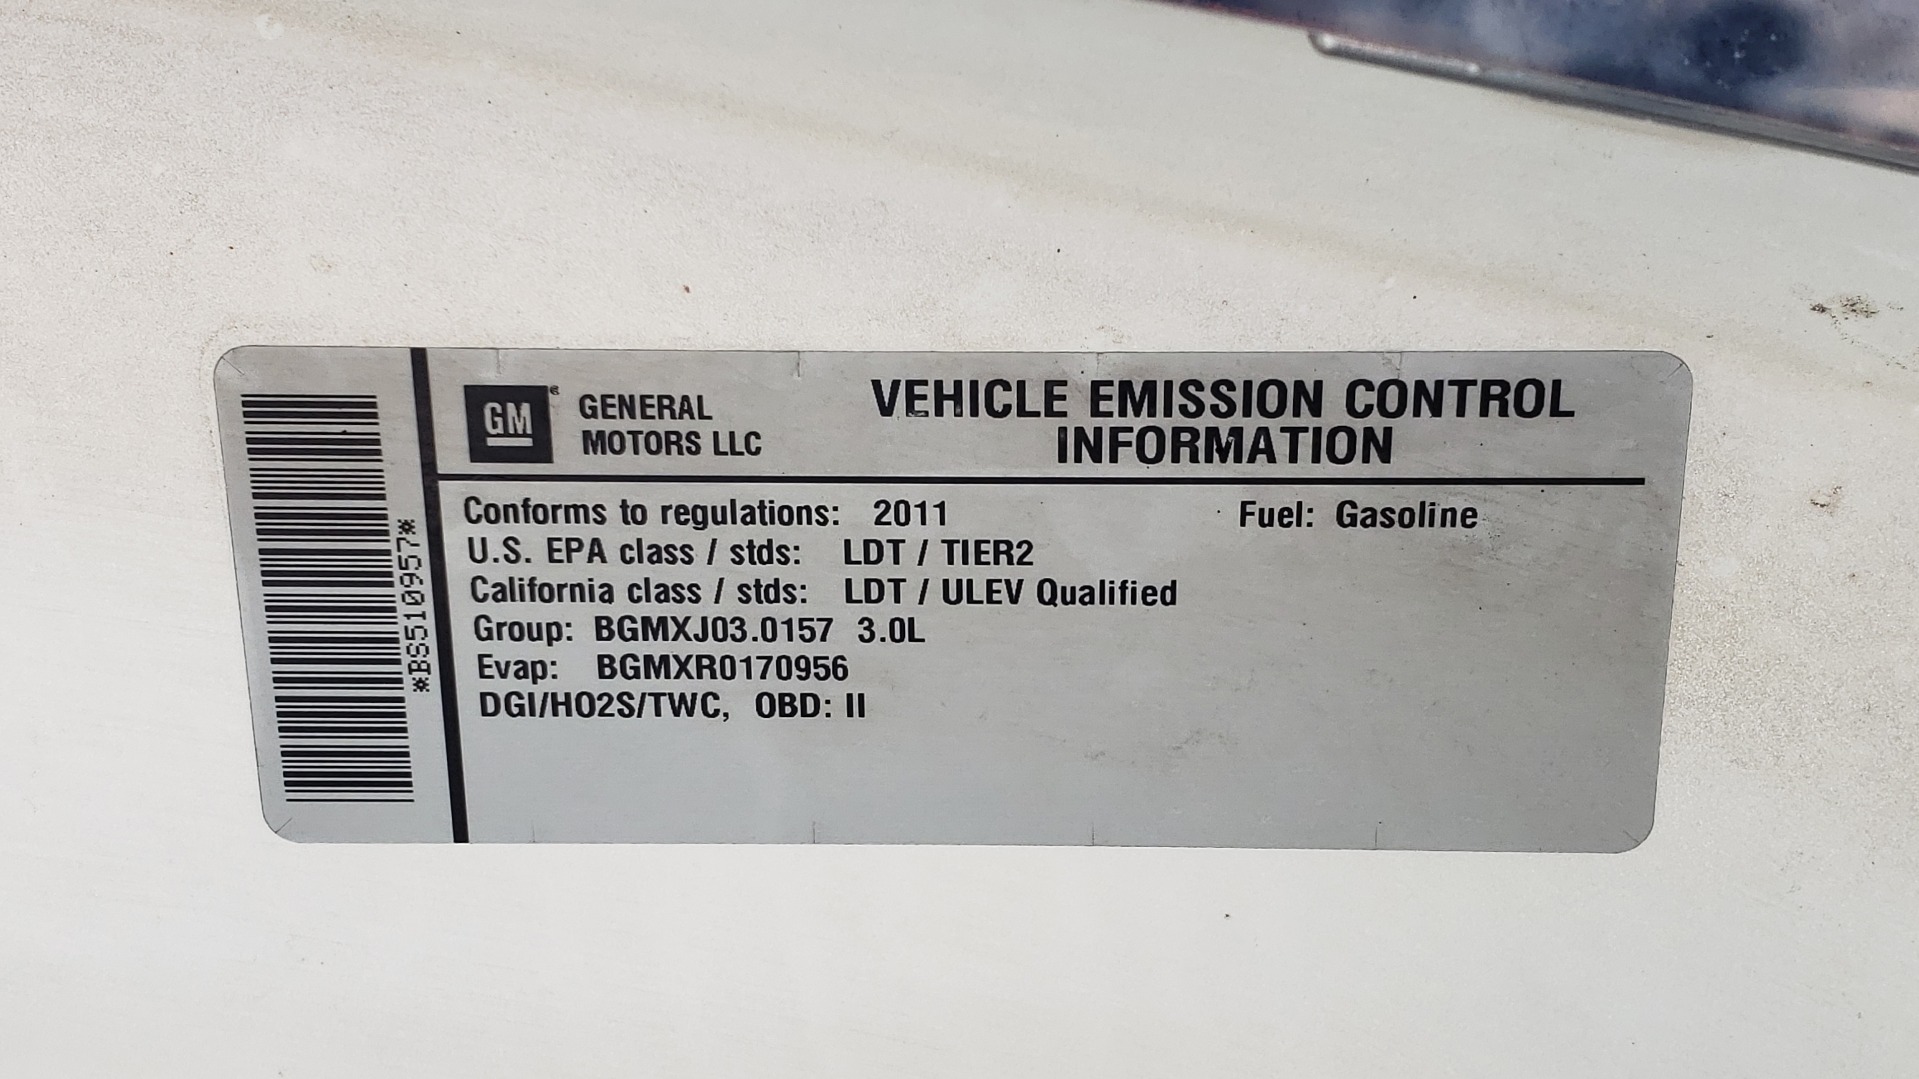 GM
GENERAL
MOTORS LLC
VEHICLE EMISSION CONTROL
INFORMATION
Conforms to regulations: 2011 Fuel: Gasoline
U.S. EPA class / stds: LDT / TIER2
California class / stds: LDT / ULEV Qualified
Group: BGMXJ03.0157 3.0L
Evap: BGMXR0170956
DGI/HO2S/TWC, OBD: II
*BS510957*